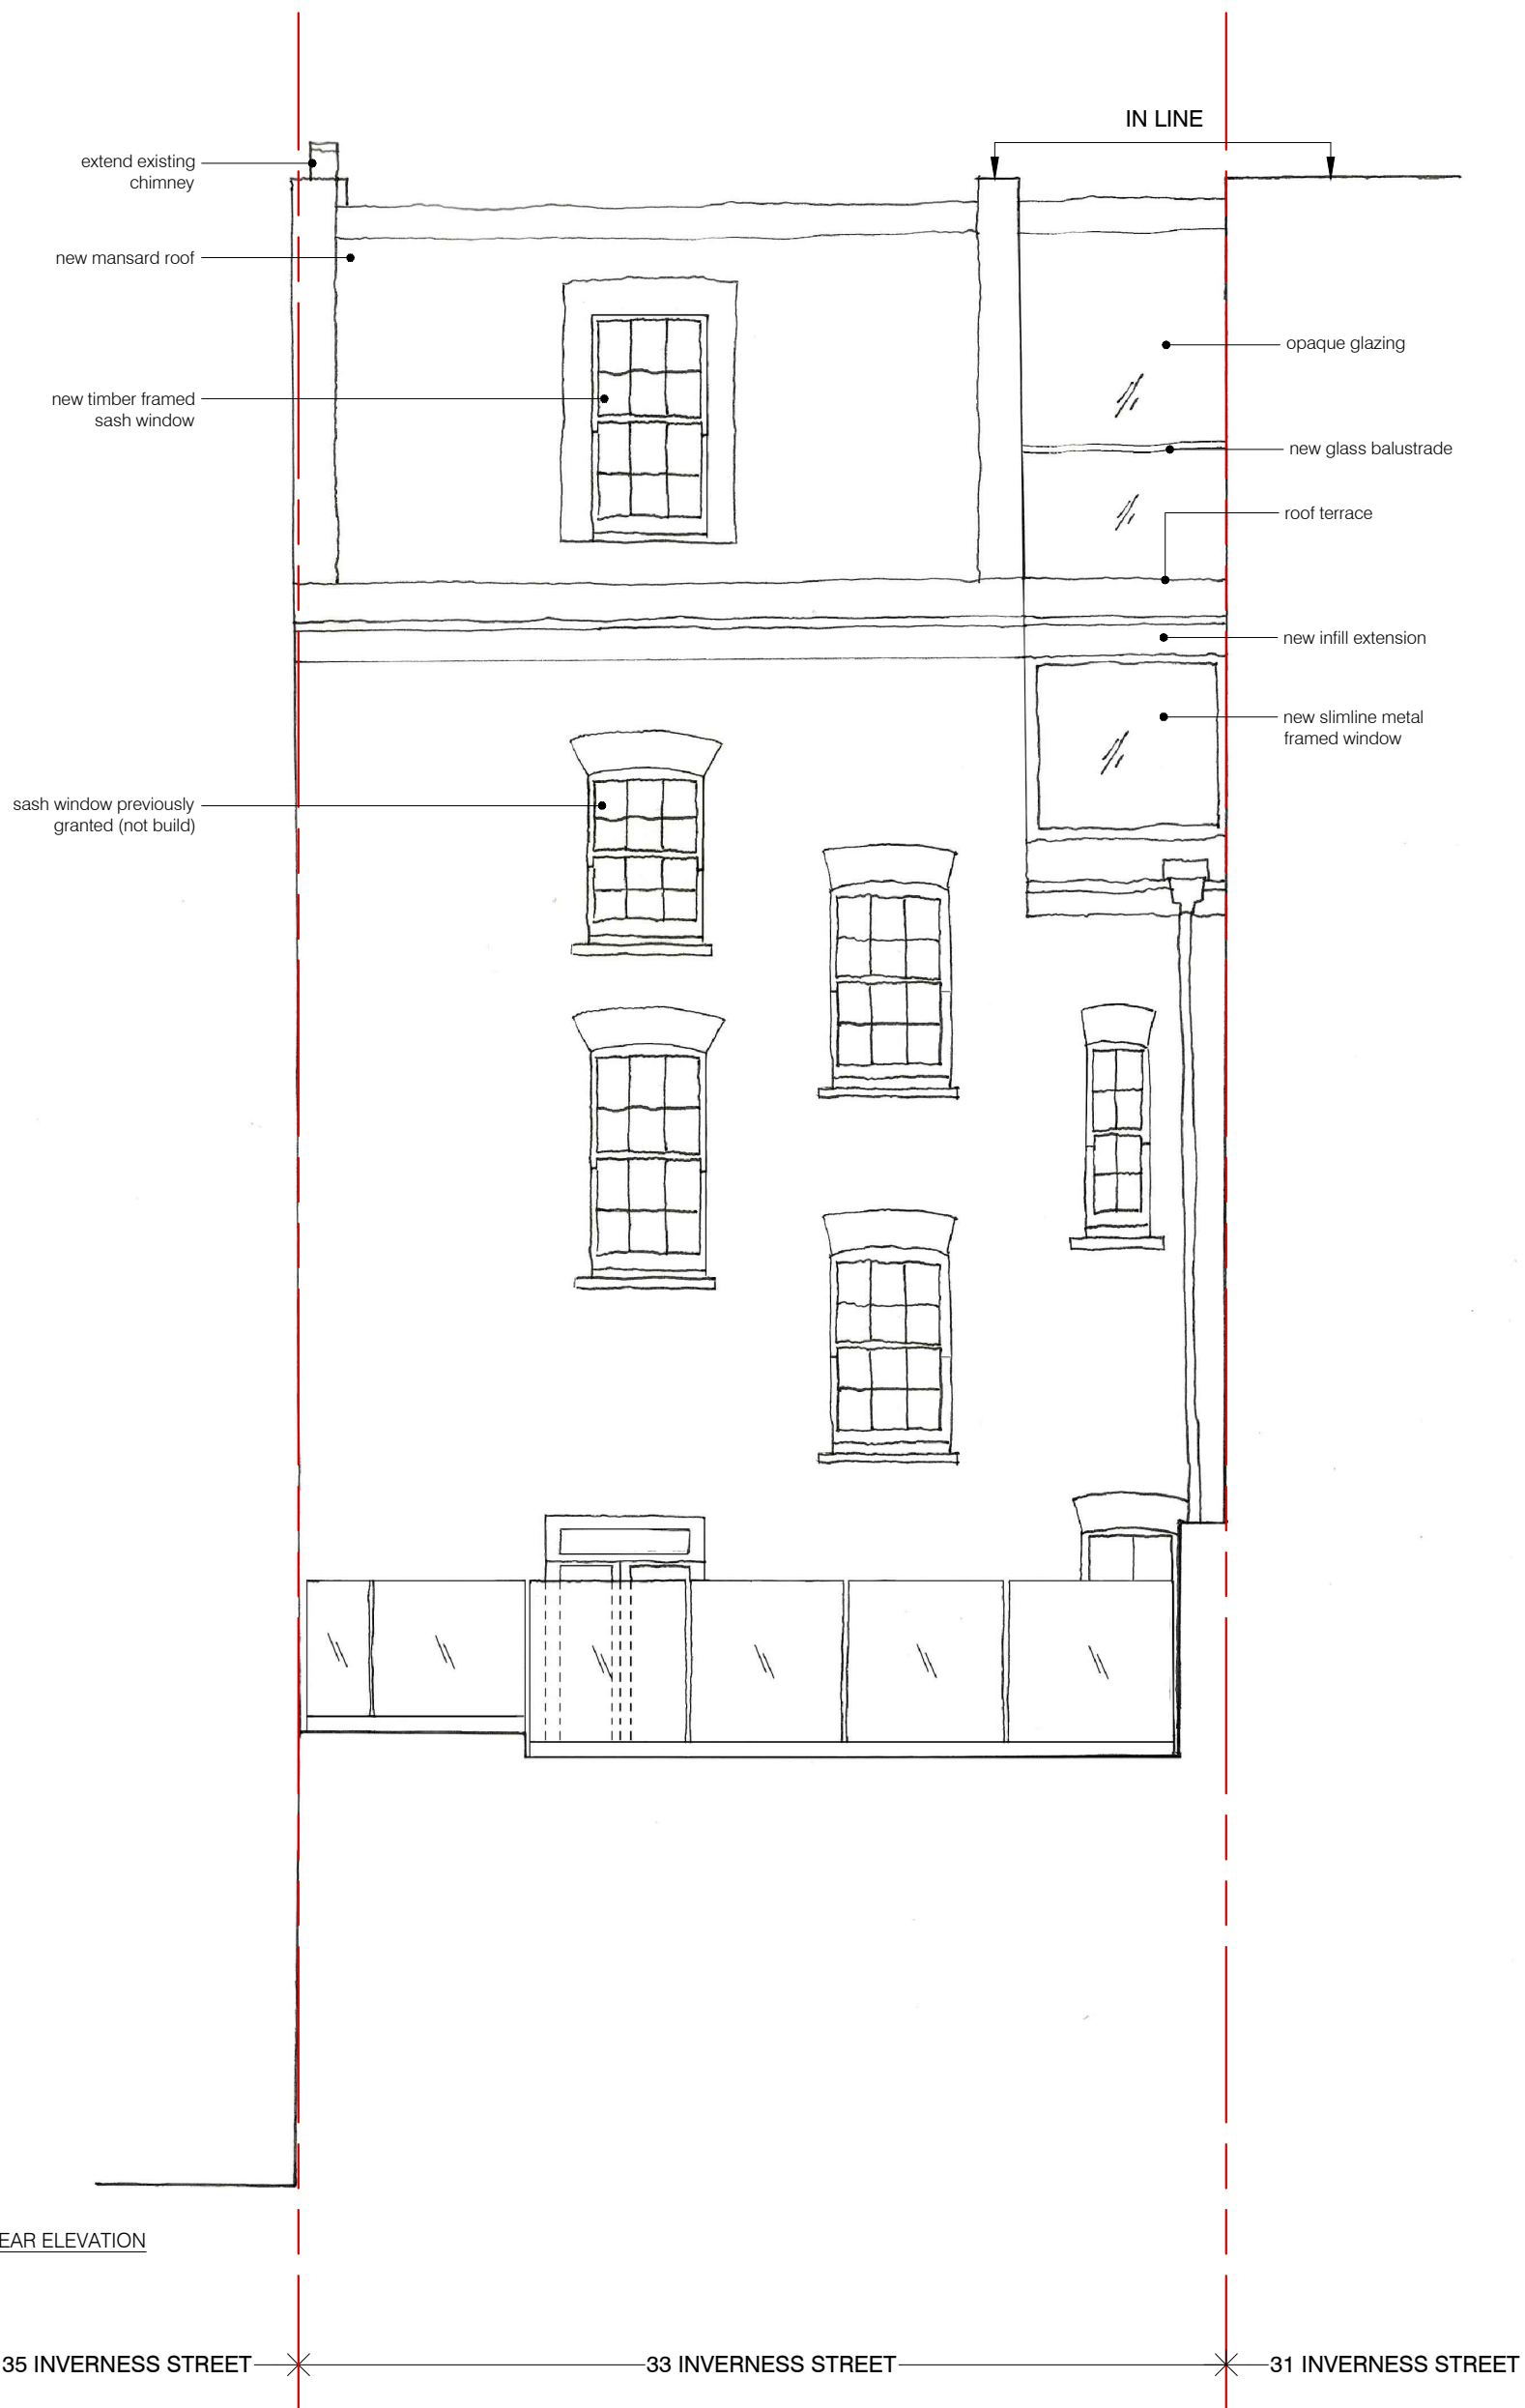 IN LINE
extend existing
chimney
new mansard roof
opaque glazing
new timber framed
sash window
new glass balustrade
roof terrace
new infill extension
new slimline metal
framed window
sash window previously
granted (not build)
EAR ELEVATION
35 INVERNESS STREET
33 INVERNESS STREET
31 INVERNESS STREET